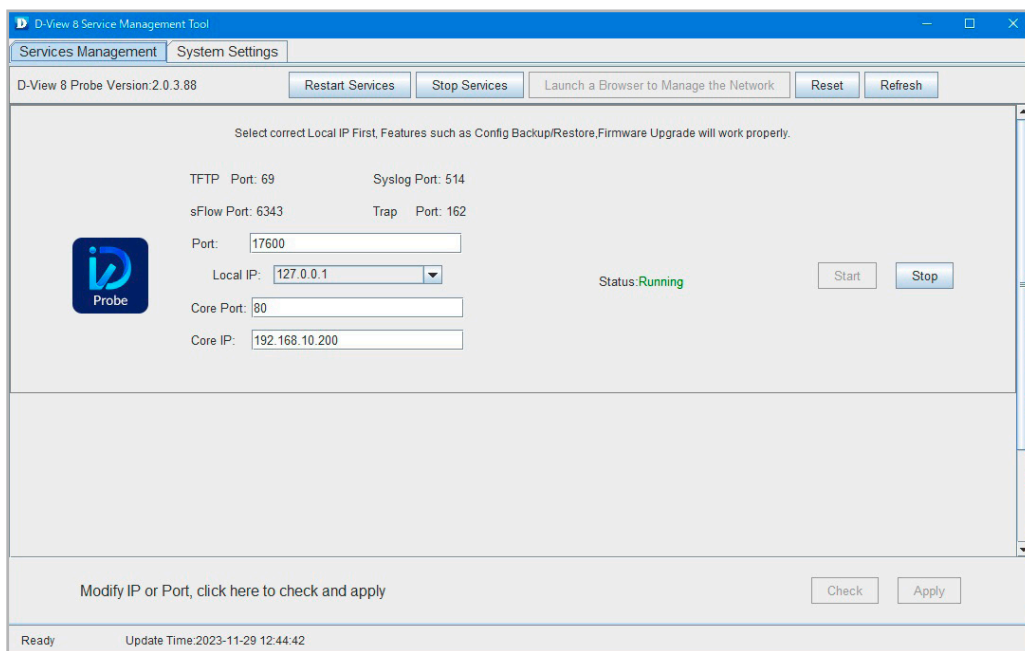 D-View 8 Service Management Tool
Services Management System Settings
D-View 8 Probe Version:2.0.3.88 Restart Services Stop Services Launch a Browser to Manage the Network Reset Refresh
Select correct Local IP First, Features such as Config Backup/Restore,Firmware Upgrade will work properly.
TFTP Port: 69 Syslog Port: 514
sFlow Port: 6343 Trap Port: 162
Port: 17600
Local IP: 127.0.0.1
Status:Running Start Stop
Probe
Core Port: 80
Core IP: 192.168.10.200
Modify IP or Port, click here to check and apply Check Apply
Ready Update Time:2023-11-29 12:44:42